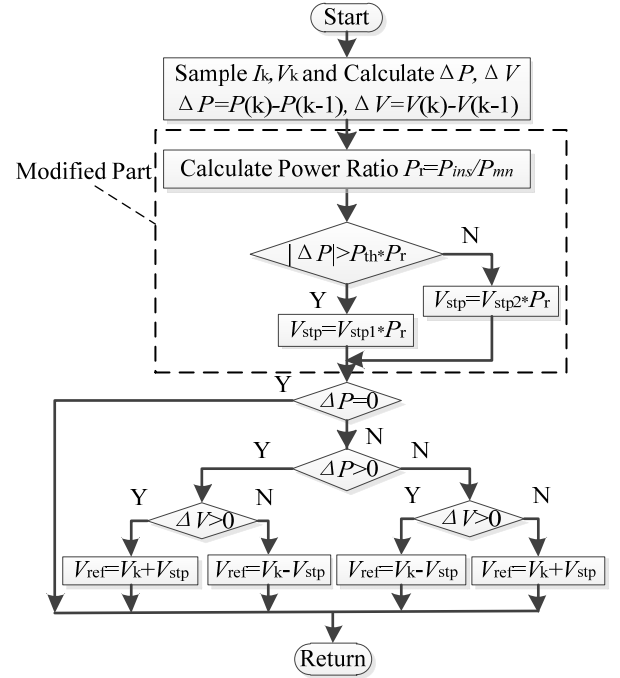 Start
Sample Ik, Vk and Calculate ΔP, ΔV
ΔP=P(k)-P(k-1), ΔV=V(k)-V(k-1)
Modified Part
Calculate Power Ratio Pr=Pins/Pmn
|ΔP|>Pth*Pr
N
Y
Vstp=Vstp2*Pr
Vstp=Vstp1*Pr
Y
ΔP=0
N
Y
ΔP>0
N
Y
ΔV>0
N
Y
ΔV>0
N
Vref=Vk+Vstp
Vref=Vk-Vstp
Vref=Vk-Vstp
Vref=Vk+Vstp
Return